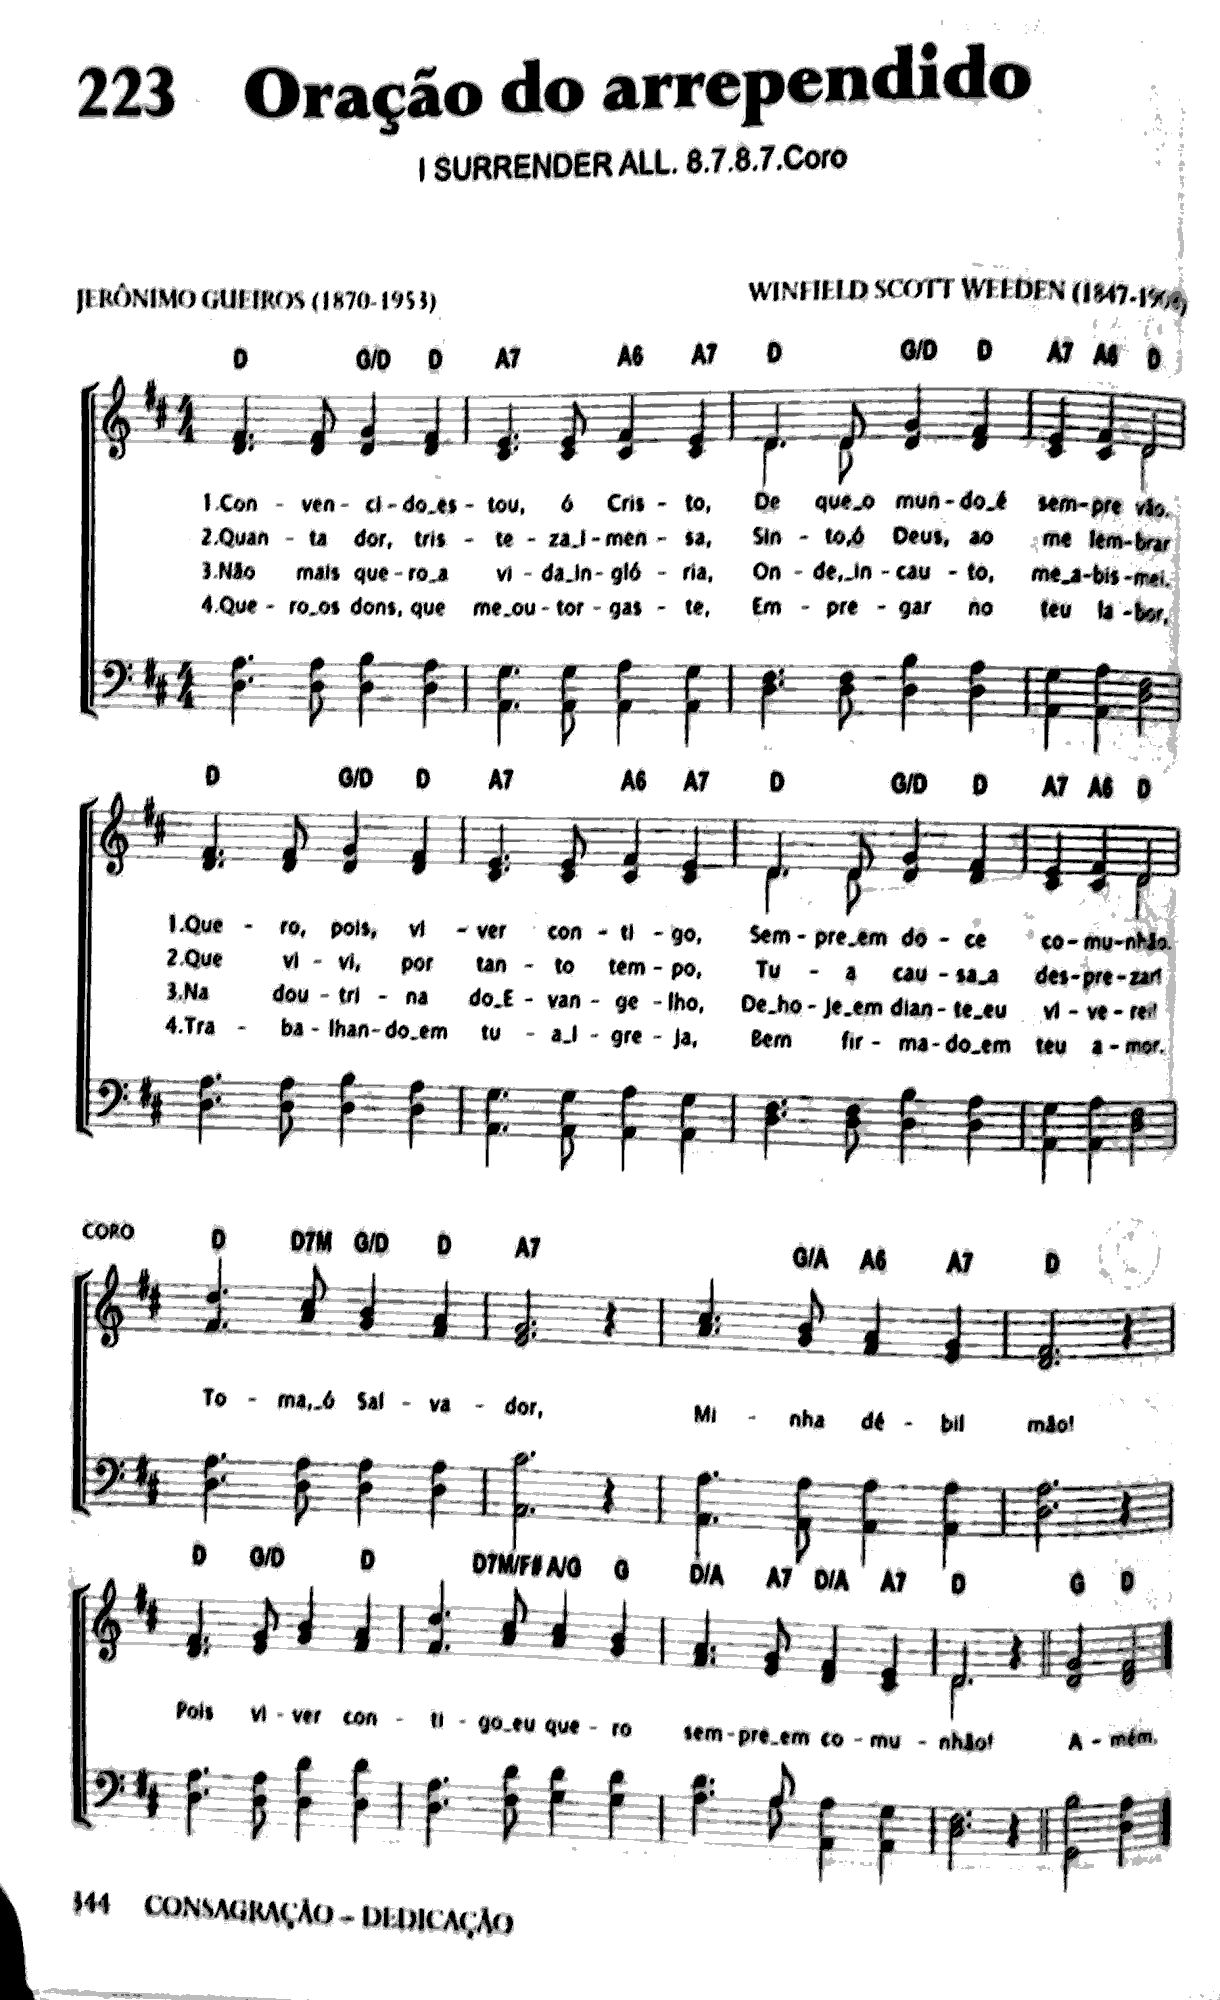 223 Oração do arrependido
I SURRENDER ALL. 8.7.8.7.Coro
JERÔNIMO GUEIROS (1870-1953) WINFIELD SCOTT WEEDEN (1847-1908)
D G/D D A7 A6 A7 D G/D D A7 A6 D
1.Con - ven - ci-do_es - tou, ó Cris - to, De que_o mun-do_é sem-pre vão.
2.Quan - ta dor, tris - te - za_i-men - sa, Sin - to,ó Deus, ao me lem-brar
3.Não mais que-ro_a vi-da_in-gló - ria, On-de,_in-cau - to, me_a-bis-mei.
4.Que - ro_os dons, que me_ou-tor-gas - te, Em - pre - gar no teu la-bor,
D G/D D A7 A6 A7 D G/D D A7 A6 D
1.Que - ro, pois, vi - ver con - ti - go, Sem-pre_em do - ce co-mu-nhão.
2.Que vi - vi, por tan - to tem-po, Tu - a cau-sa_a des-pre-zar!
3.Na dou-tri - na do_E - van - ge-lho, De_ho-je_em dian-te_eu vi-ve-rei!
4.Tra - ba-lhan-do_em tu - a_I-gre-ja, Bem fir-ma-do_em teu a-mor.
CORO
D D7M G/D D A7 G/A A6 A7 D
To - ma,_ó Sal - va - dor, Mi - nha dé - bil mão!
D G/D D D7M/F# A/G G D/A A7 D/A A7 D G D
Pois vi-ver con - ti - go_eu que - ro sem-pre_em co-mu - nhão! A - mém.
344 CONSAGRAÇÃO – DEDICAÇÃO